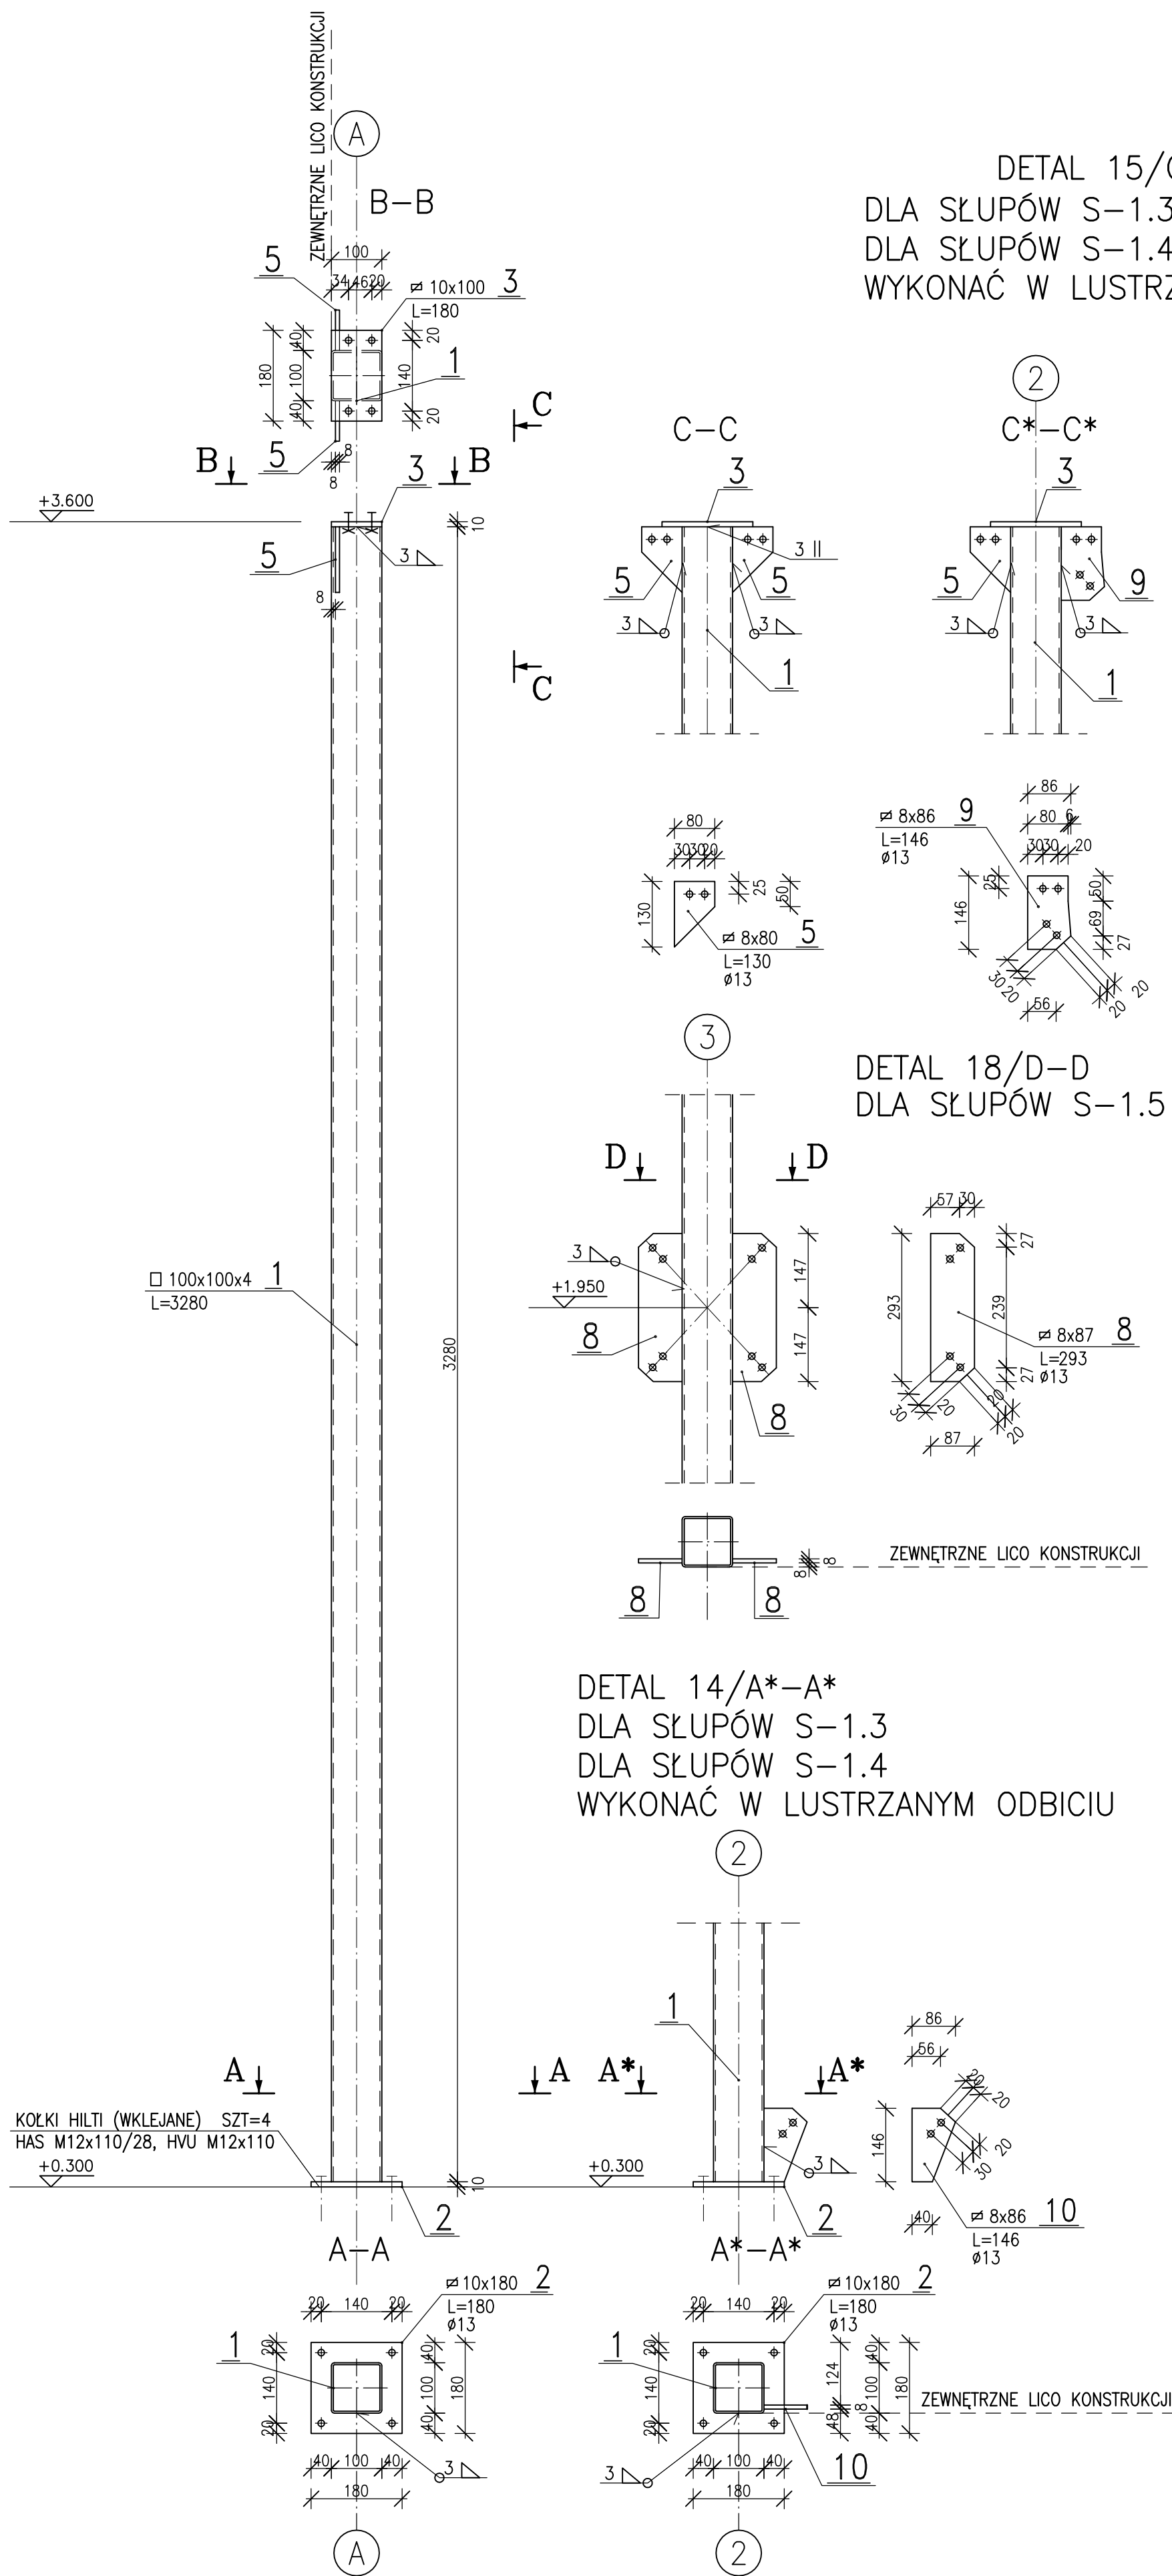 ZEWNĘTRZNE LICO KONSTRUKCJI
A
B-B
100
34 46 20
5
10x100 3
L=180
20
40
180
100
140
1
40
20
5
8
8
C
B
B
3
+3.600
10
5
3
8
C
DETAL 15/C
DLA SŁUPÓW S-1.3
DLA SŁUPÓW S-1.4
WYKONAĆ W LUSTRZ
2
C-C
C*-C*
3
3
3 ||
5
5
5
9
3
3
3
3
1
1
80
30 30 20
25
50
130
8x80 5
L=130
ø13
86
8x86 9
L=146
ø13
80 6
30 30 20
25
50
146
69
27
30 20
20
20
56
3
DETAL 18/D-D
DLA SŁUPÓW S-1.5
D
D
57 30
27
3
147
+1.950
293
239
147
8
8x87 8
L=293
ø13
27
8
30
20
20
20
87
100x100x4 1
L=3280
3280
8
8
ZEWNĘTRZNE LICO KONSTRUKCJI
8
8
DETAL 14/A*-A*
DLA SŁUPÓW S-1.3
DLA SŁUPÓW S-1.4
WYKONAĆ W LUSTRZANYM ODBICIU
2
1
86
56
20
20
146
20
30
40
8x86 10
L=146
ø13
A
A
A*
A*
KOŁKI HILTI (WKLEJANE) SZT=4
HAS M12x110/28, HVU M12x110
+0.300
10
+0.300
3
2
2
A-A
A*-A*
10x180 2
L=180
ø13
20 140 20
1
20
140
20
40
100
40
180
40 100 40
180
3
A
10x180 2
L=180
ø13
20 140 20
1
20
140
20
124
8
48
40
100
40
180
ZEWNĘTRZNE LICO KONSTRUKCJI
40 100 40
180
3
10
2